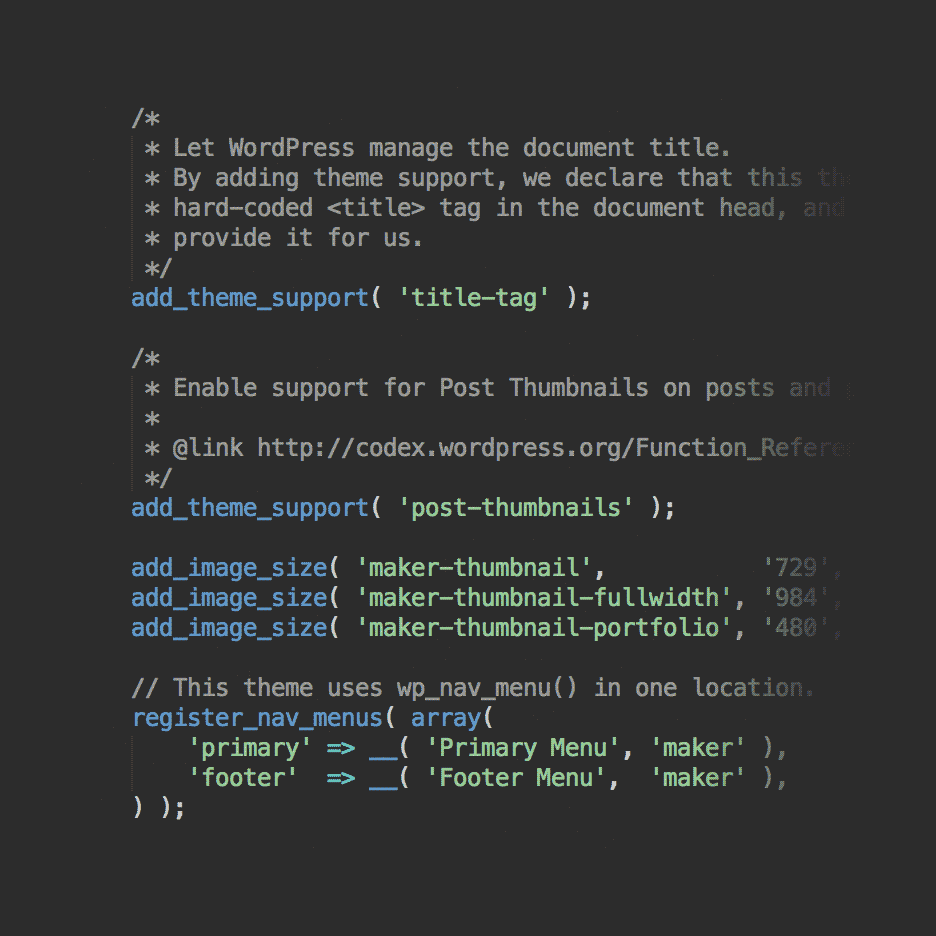 /*
 * Let WordPress manage the document title.
 * By adding theme support, we declare that this
 * hard-coded <title> tag in the document head, and
 * provide it for us.
 */
add_theme_support( 'title-tag' );
/*
 * Enable support for Post Thumbnails on posts and
 *
 * @link http://codex.wordpress.org/Function_Refere
 */
add_theme_support( 'post-thumbnails' );
add_image_size( 'maker-thumbnail',           '729',
add_image_size( 'maker-thumbnail-fullwidth', '984',
add_image_size( 'maker-thumbnail-portfolio', '480',
// This theme uses wp_nav_menu() in one location.
register_nav_menus( array(
    'primary' => __( 'Primary Menu', 'maker' ),
    'footer'  => __( 'Footer Menu',  'maker' ),
) );